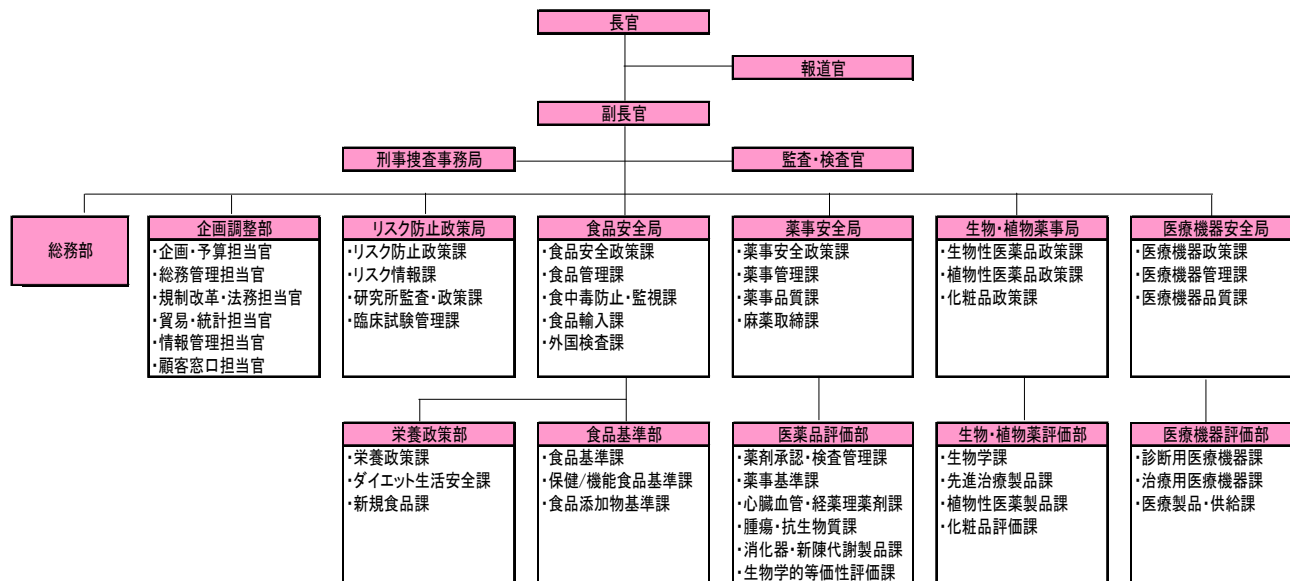 長官
報道官
副長官
刑事捜査事務局
監査・検査官
総務部
企画調整部
・企画・予算担当官
・総務管理担当官
・規制改革・法務担当官
・貿易・統計担当官
・情報管理担当官
・顧客窓口担当官
リスク防止政策局
・リスク防止政策課
・リスク情報課
・研究所監査・政策課
・臨床試験管理課
食品安全局
・食品安全政策課
・食品管理課
・食中毒防止・監視課
・食品輸入課
・外国検査課
薬事安全局
・薬事安全政策課
・薬事管理課
・薬事品質課
・麻薬取締課
生物・植物薬事局
・生物性医薬品政策課
・植物性医薬品政策課
・化粧品政策課
医療機器安全局
・医療機器政策課
・医療機器管理課
・医療機器品質課
栄養政策部
・栄養政策課
・ダイエット生活安全課
・新規食品課
食品基準部
・食品基準課
・保健/機能食品基準課
・食品添加物基準課
医薬品評価部
・薬剤承認・検査管理課
・薬事基準課
・心臓血管・経薬理薬剤課
・腫瘍・抗生物質課
・消化器・新陳代謝製品課
・生物学的等価性評価課
生物・植物薬評価部
・生物学課
・先進治療製品課
・植物性医薬製品課
・化粧品評価課
医療機器評価部
・診断用医療機器課
・治療用医療機器課
・医療製品・供給課